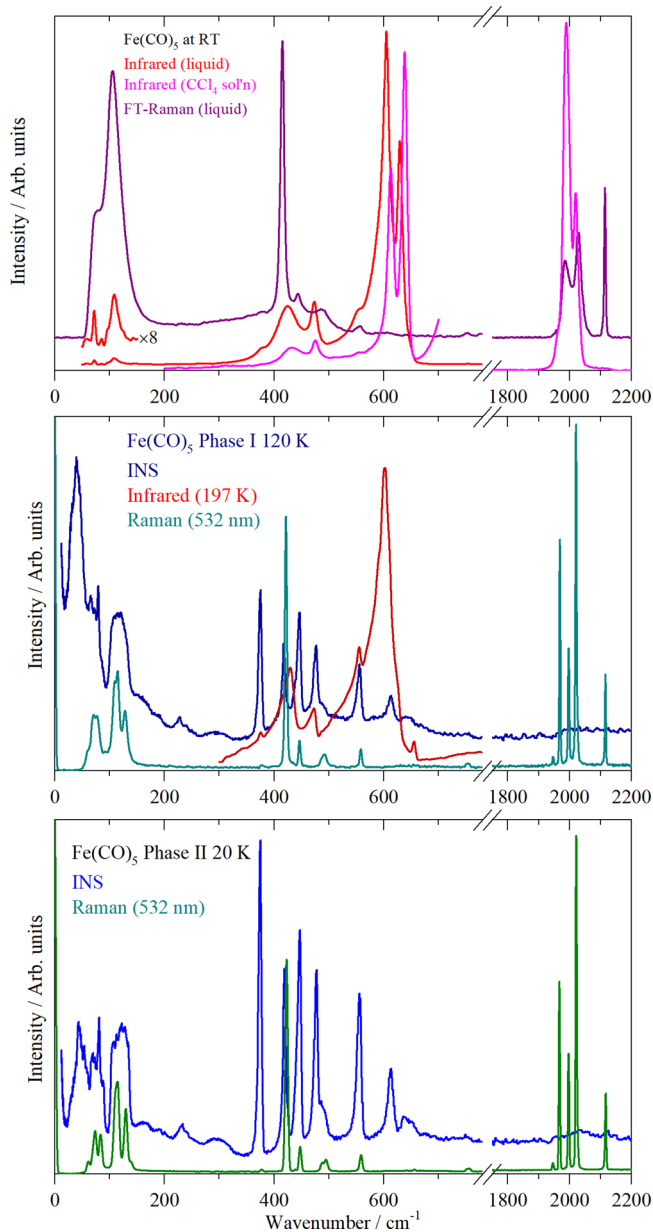 Fe(CO)₅ at RT
Infrared (liquid)
Infrared (CCl₄ sol'n)
FT-Raman (liquid)
Intensity / Arb. units
×8
0 200 400 600 2000 2200
Fe(CO)₅ Phase I 120 K
INS
Infrared (197 K)
Raman (532 nm)
Intensity / Arb. units
0 200 400 600 1800 2000 2200
Fe(CO)₅ Phase II 20 K
INS
Raman (532 nm)
Intensity / Arb. units
0 200 400 600 1800 2000 2200
Wavenumber / cm⁻¹